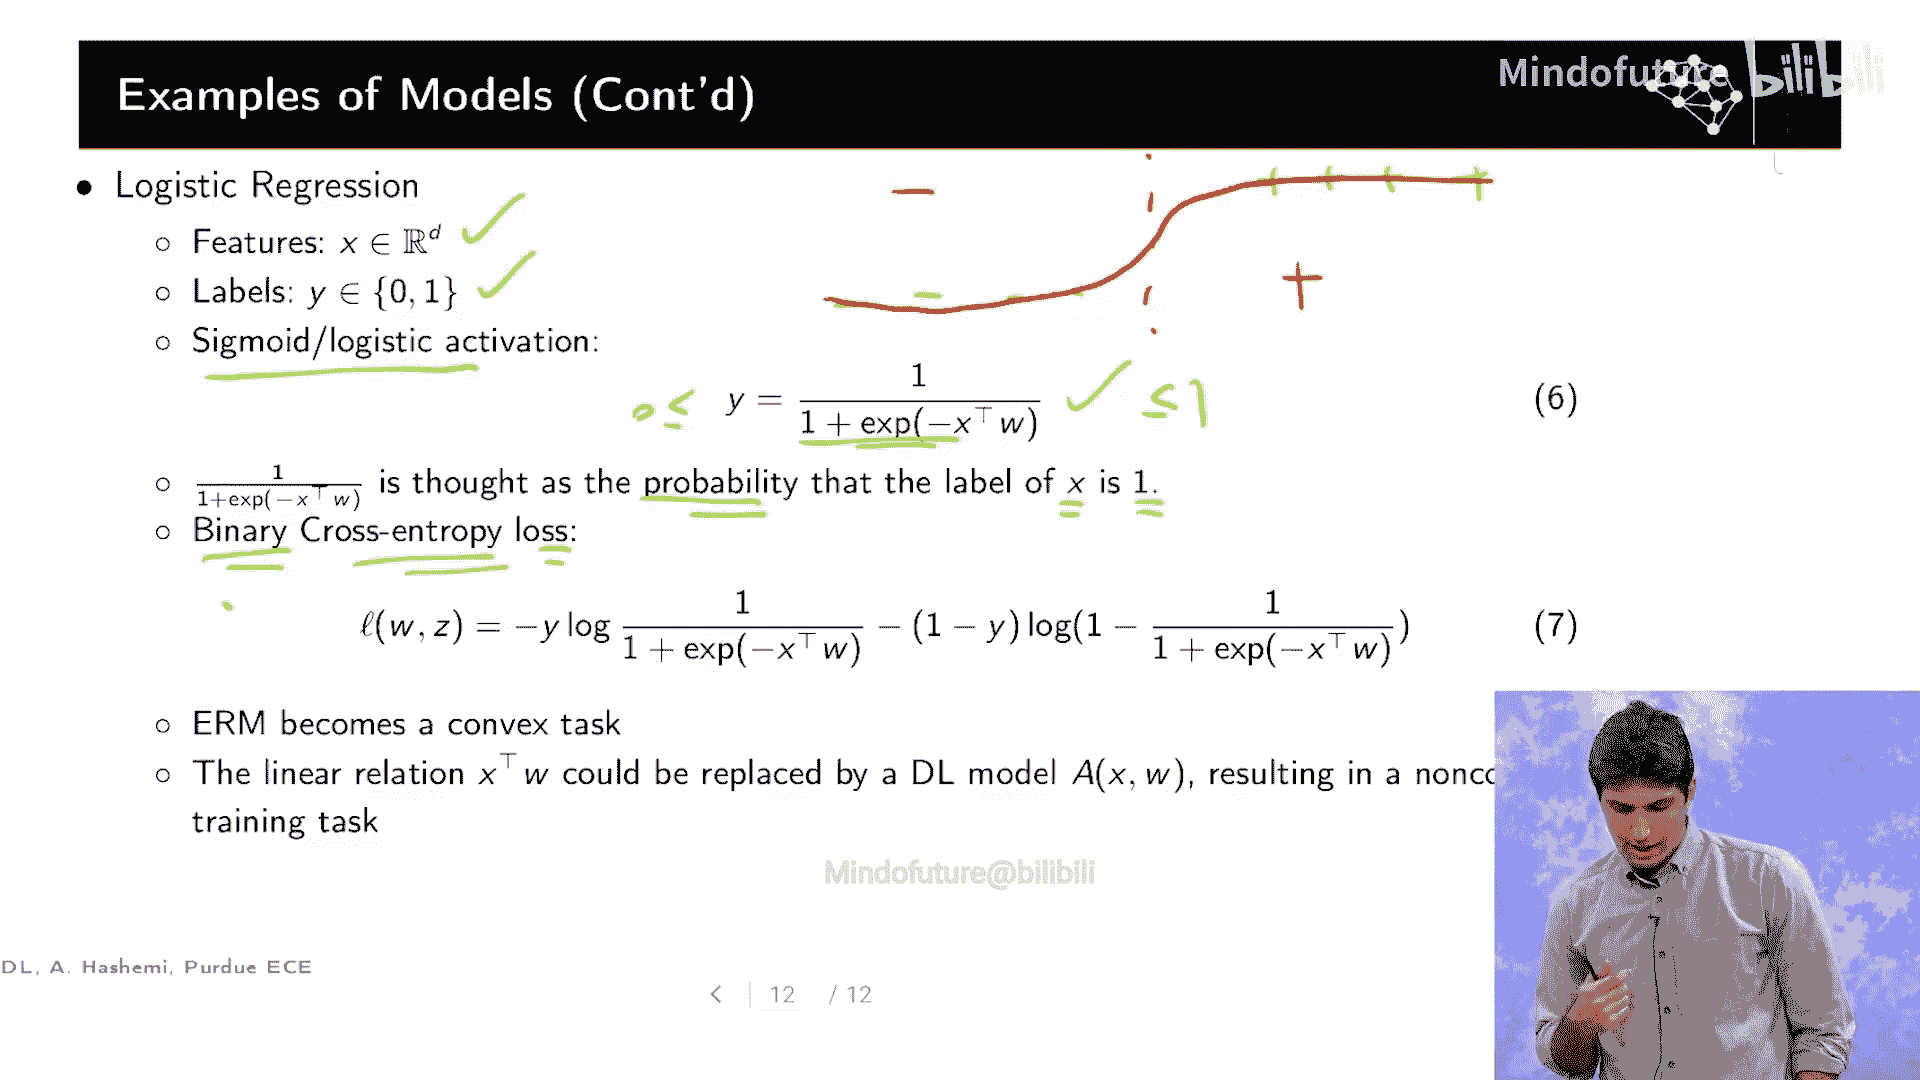 Examples of Models (Cont'd)
Mindofuture
bilibili
• Logistic Regression
∘ Features: x ∈ ℝ^d
∘ Labels: y ∈ {0, 1}
∘ Sigmoid/logistic activation:
0 ≤ y = 1 / (1 + exp(−x^⊤ w)) ≤ 1 (6)
∘ 1 / (1+exp(−x^⊤ w)) is thought as the probability that the label of x is 1.
∘ Binary Cross-entropy loss:
ℓ(w, z) = −y log 1 / (1 + exp(−x^⊤ w)) − (1 − y) log(1 − 1 / (1 + exp(−x^⊤ w))) (7)
∘ ERM becomes a convex task
∘ The linear relation x^⊤ w could be replaced by a DL model A(x, w), resulting in a nonco
training task
Mindofuture@bilibili
DL, A. Hashemi, Purdue ECE
< | 12 / 12
− +